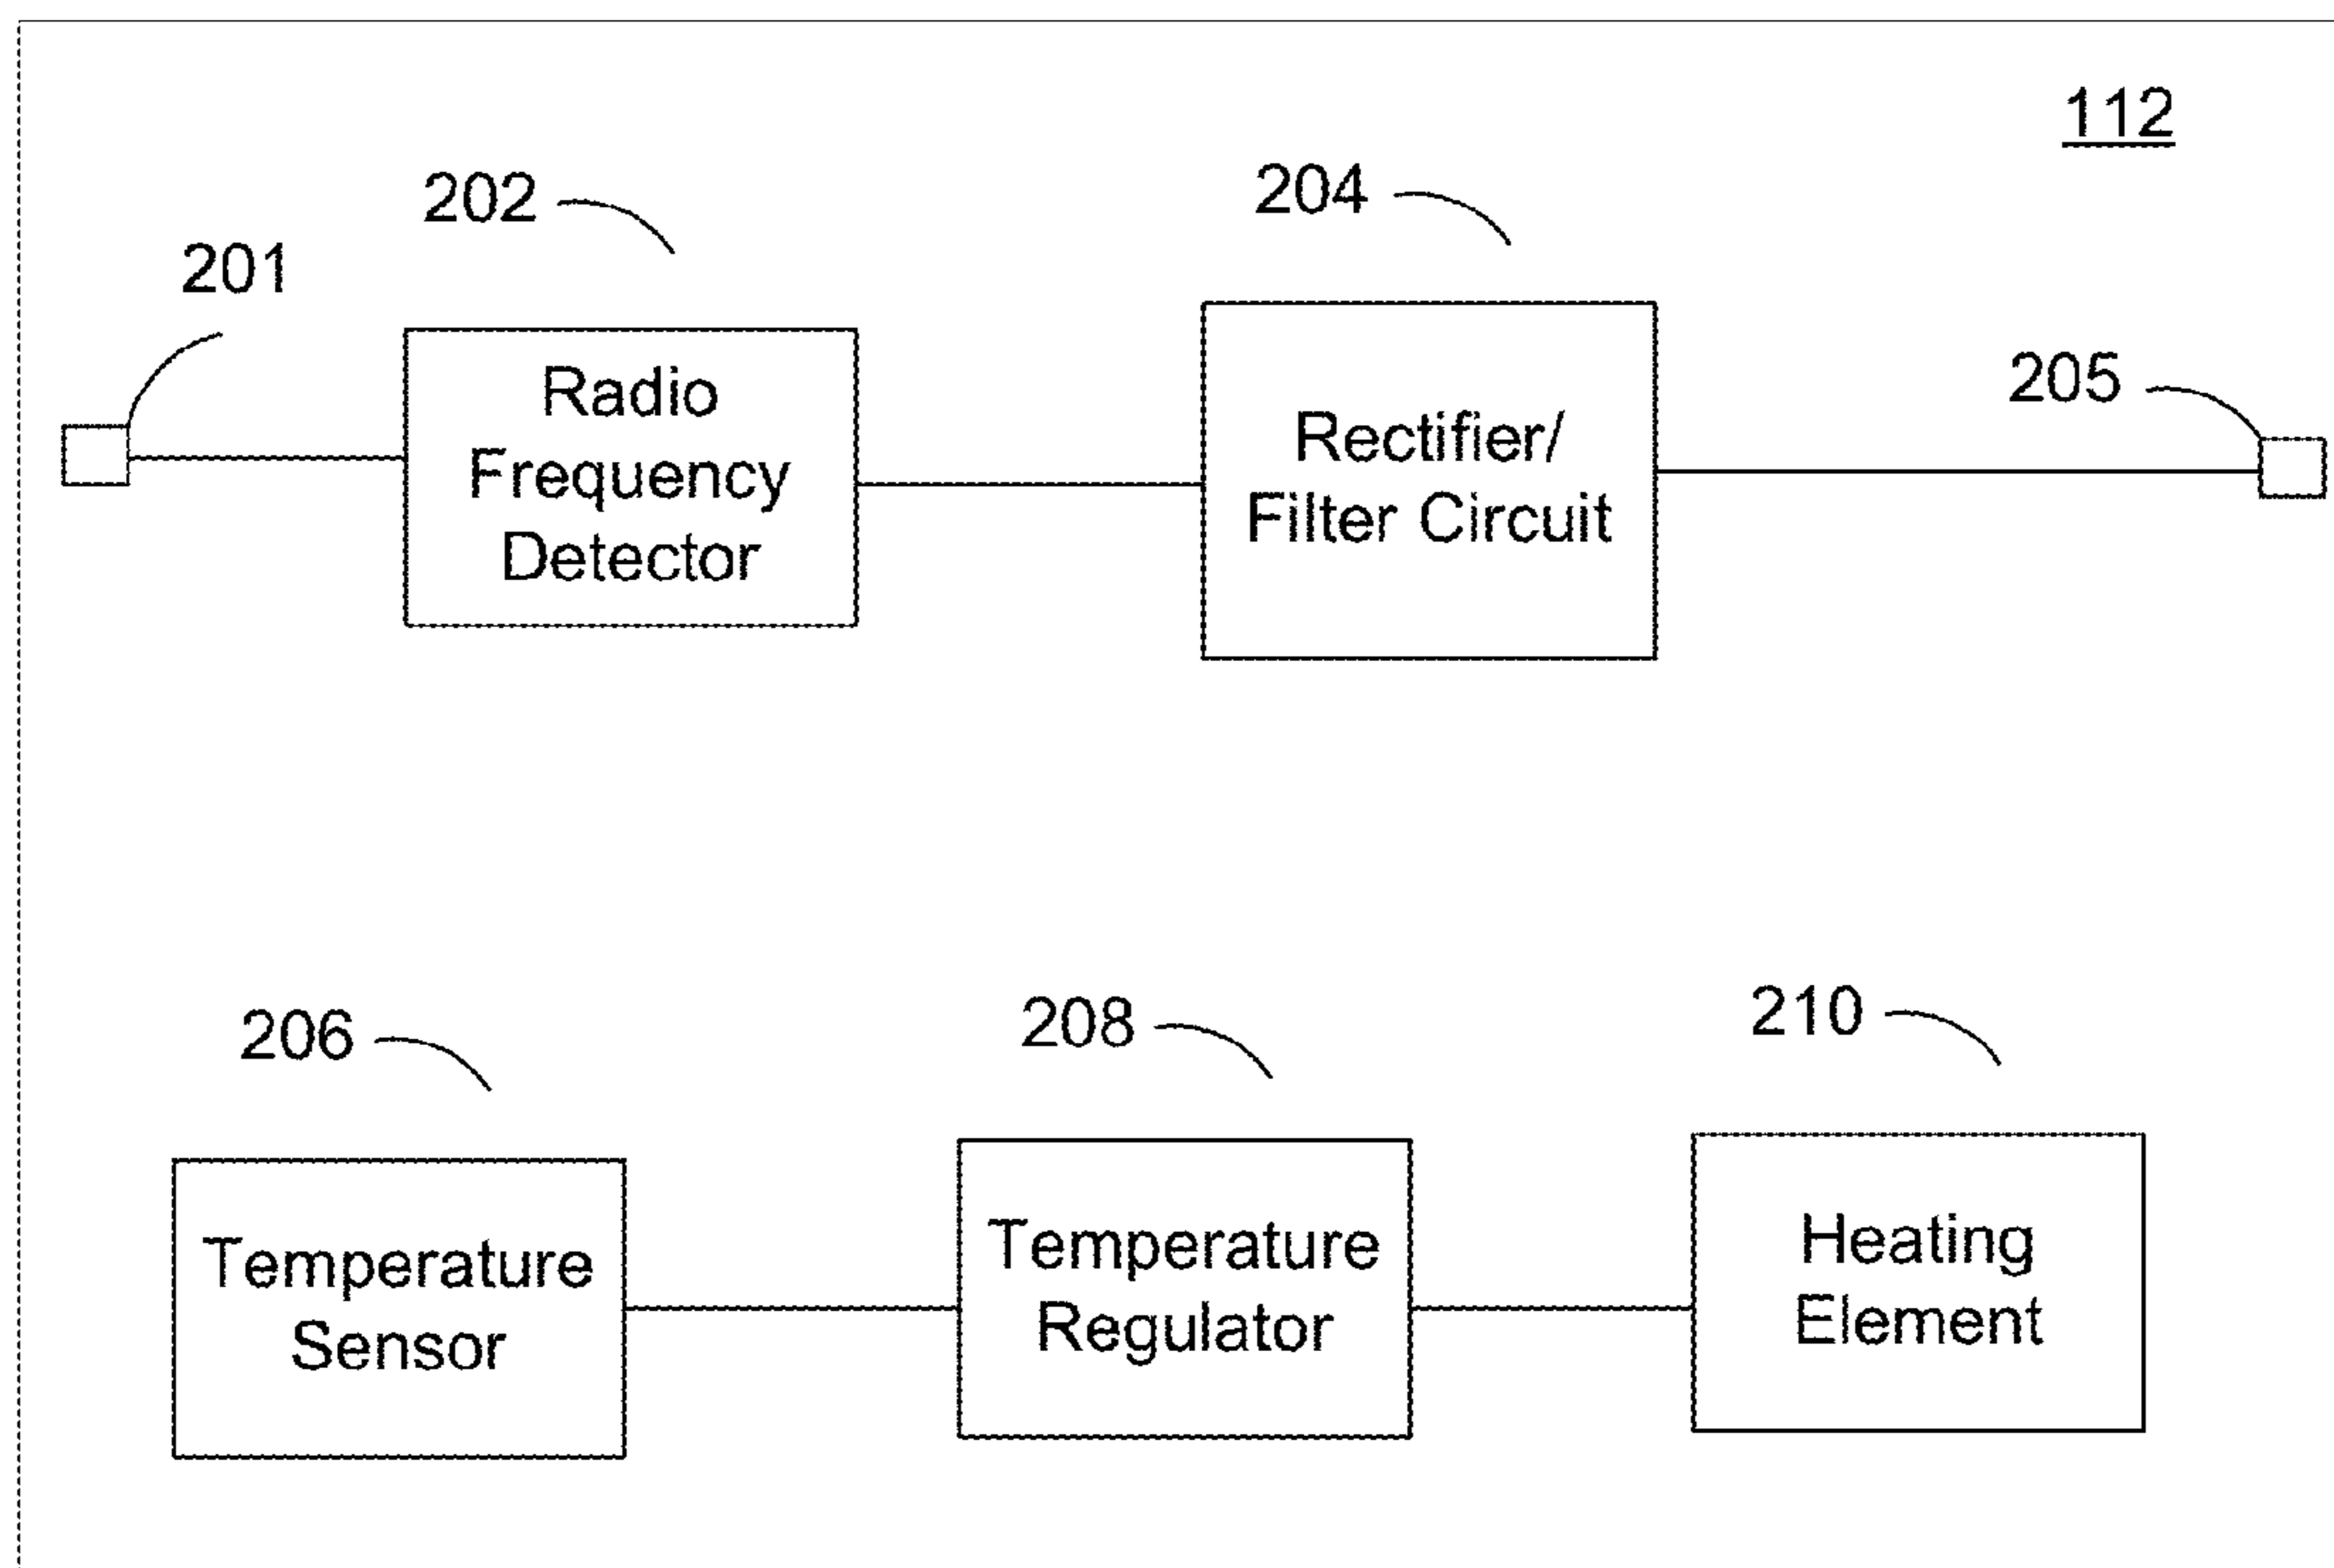 112
202
204
201
Radio
Frequency
Detector
Rectifier/
Filter Circuit
205
206
208
210
Temperature
Sensor
Temperature
Regulator
Heating
Element